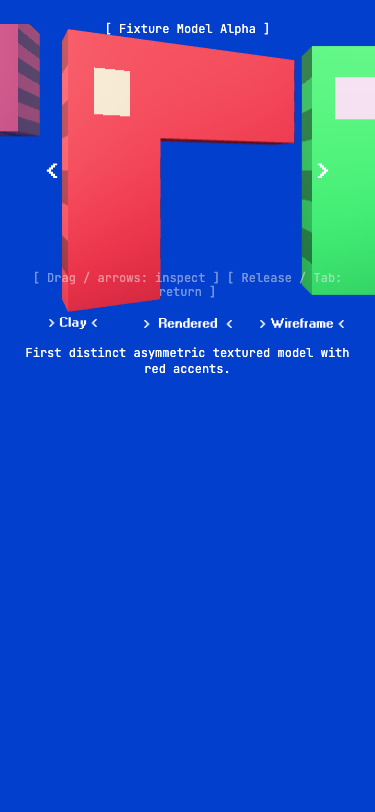 [ Fixture Model Alpha ]
[ Drag / arrows: inspect ] [ Release / Tab:
return ]
> Clay < > Rendered < > Wireframe <
First distinct asymmetric textured model with
red accents.